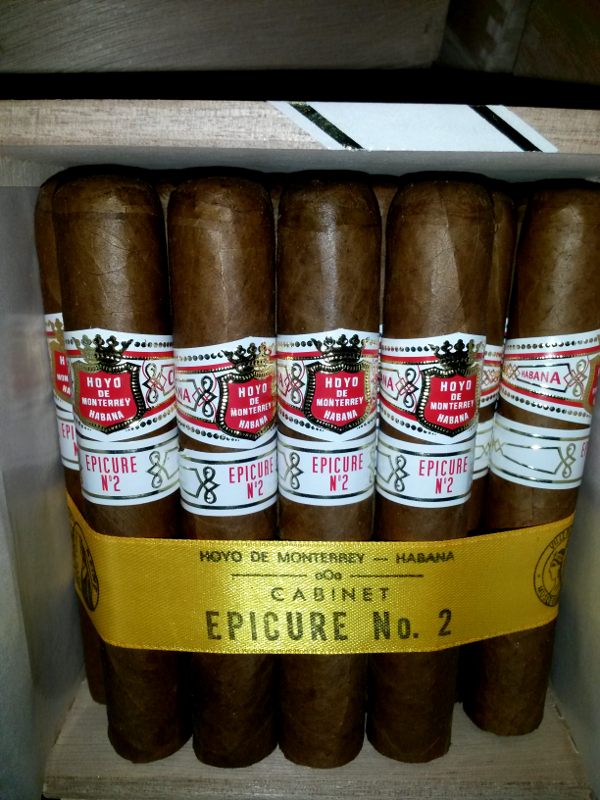 HOYO
DE
MONTERREY
HABANA
EPICURE
Nº2
HOYO
DE
MONTERREY
HABANA
EPICURE
Nº2
HOYO
DE
MONTERREY
HABANA
EPICURE
Nº2
HOYO
DE
MONTERREY
HABANA
EPICURE
Nº2
HABANA
HOYO DE MONTERREY — HABANA
oOo
CABINET
EPICURE No. 2